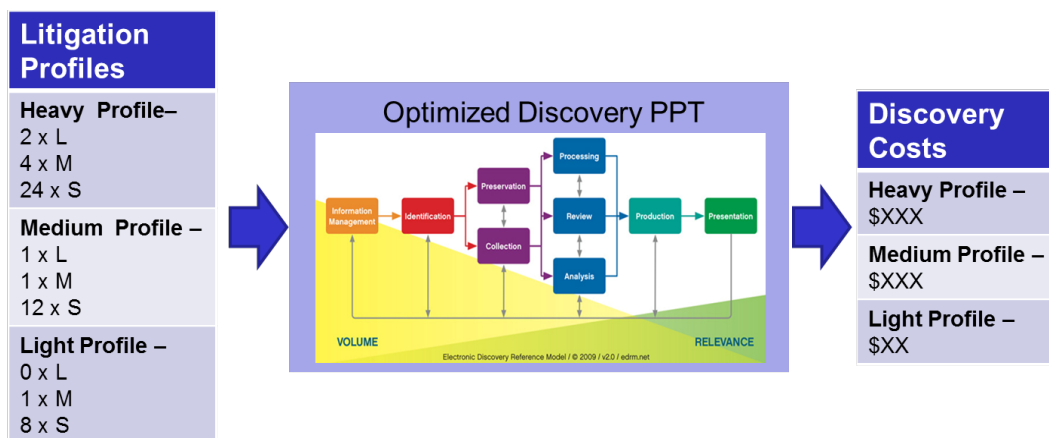 Litigation
Profiles
Heavy Profile–
2 x L
4 x M
24 x S
Medium Profile –
1 x L
1 x M
12 x S
Light Profile –
0 x L
1 x M
8 x S
Optimized Discovery PPT
Information
Management
Identification
Preservation
Collection
Processing
Review
Analysis
Production
Presentation
VOLUME
RELEVANCE
Electronic Discovery Reference Model / © 2009 / v2.0 / edrm.net
Discovery
Costs
Heavy Profile –
$XXX
Medium Profile –
$XXX
Light Profile –
$XX